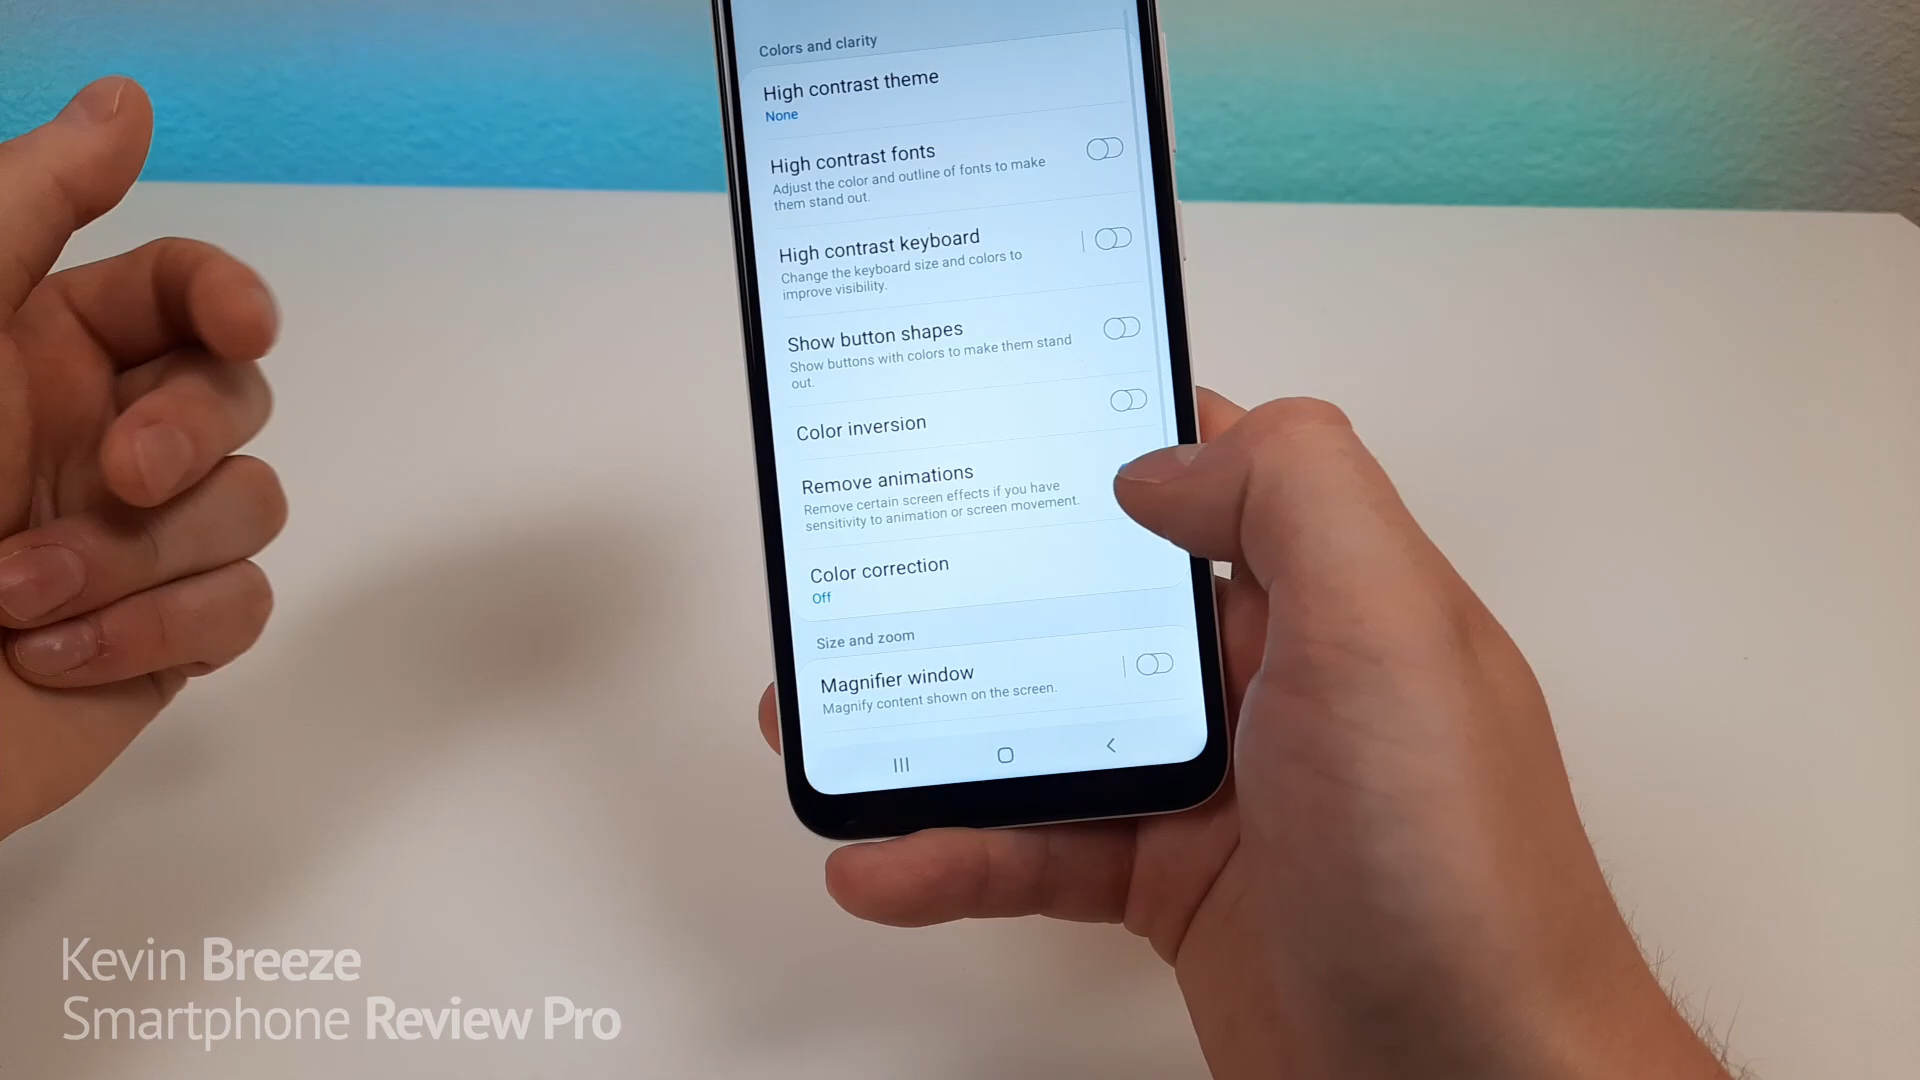 Colors and clarity
High contrast theme
None
High contrast fonts
Adjust the color and outline of fonts to make
them stand out.
High contrast keyboard
Change the keyboard size and colors to
improve visibility.
Show button shapes
Show buttons with colors to make them stand
out.
Color inversion
Remove animations
Remove certain screen effects if you have
sensitivity to animation or screen movement.
Color correction
Off
Size and zoom
Magnifier window
Magnify content shown on the screen.
Kevin Breeze
Smartphone Review Pro